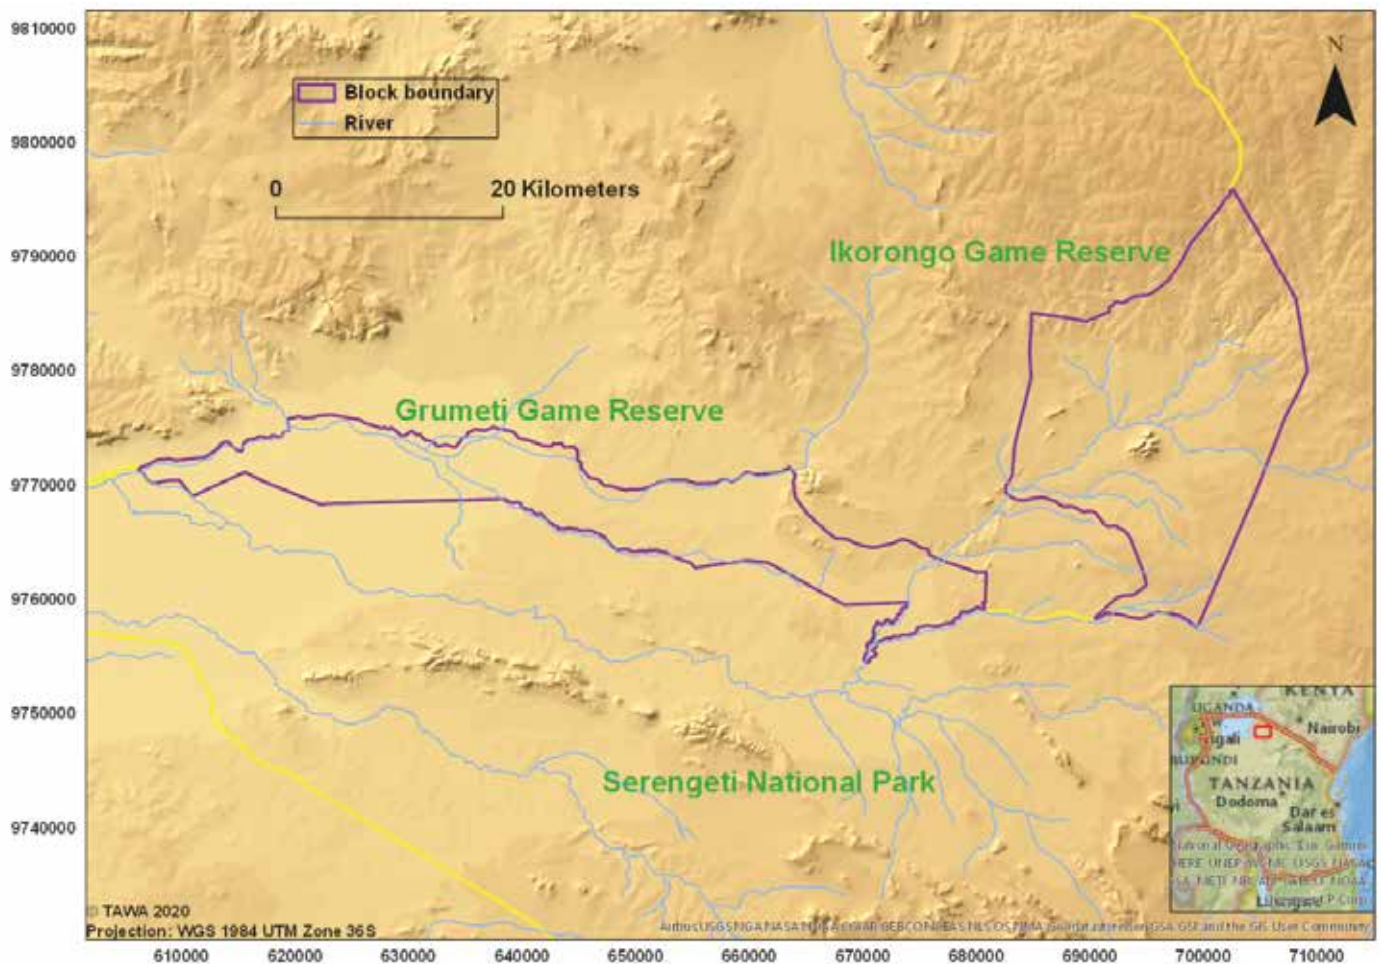 9810000
9800000
9790000
9780000
9770000
9760000
9750000
9740000
N
Block boundary
River
0 20 Kilometers
Ikorongo Game Reserve
Grumeti Game Reserve
Serengeti National Park
KENYA
UGANDA
Nairobi
TANZANIA
Dodoma
Dar es
Salaam
© TAWA 2020
Projection: WGS 1984 UTM Zone 36S
610000 620000 630000 640000 650000 660000 670000 680000 690000 700000 710000